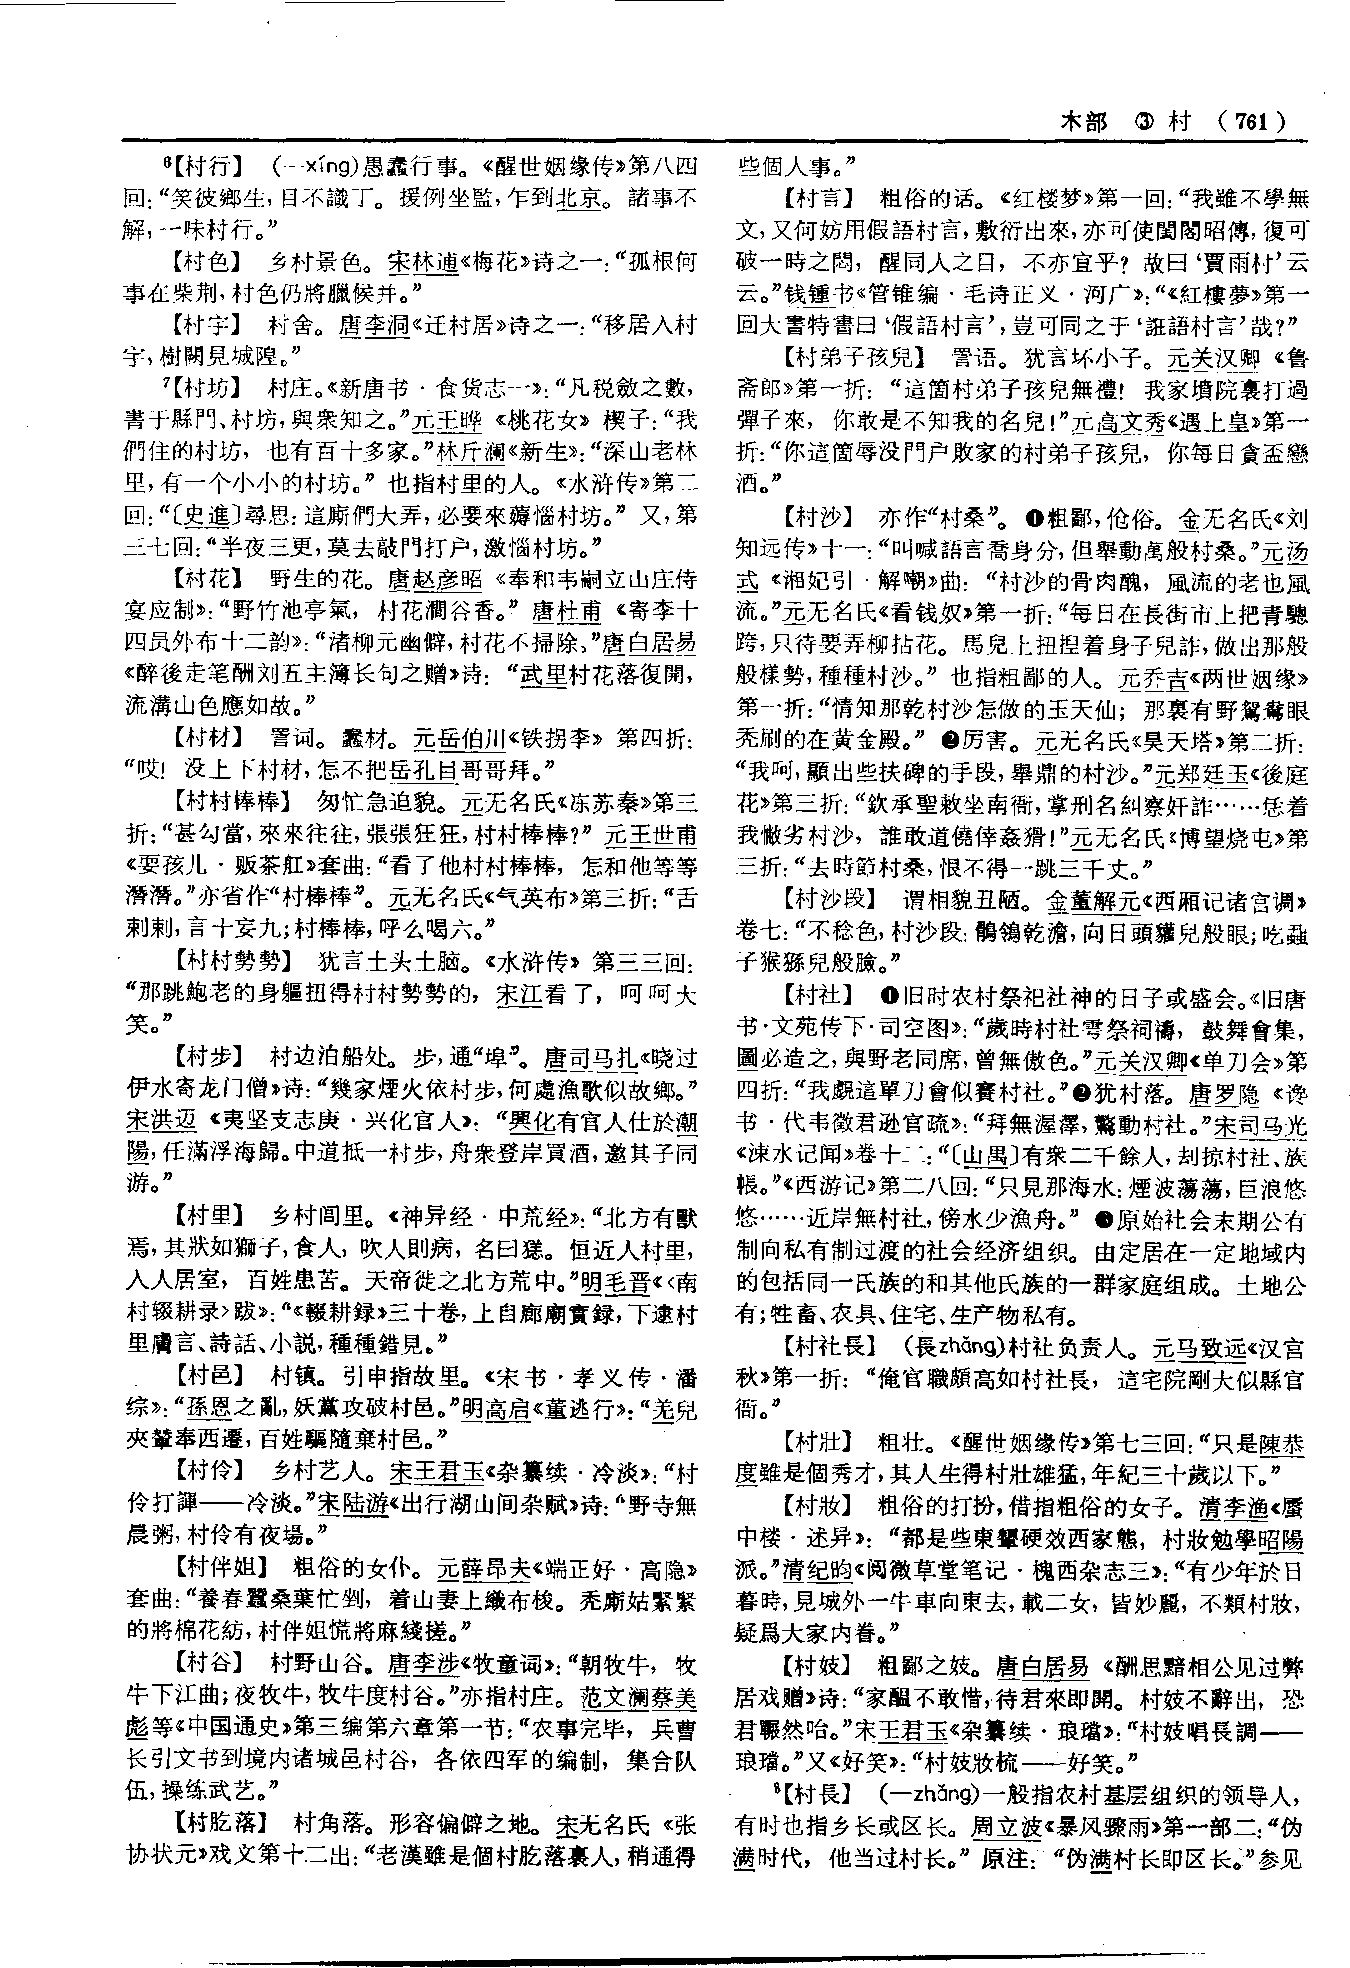 木部 ③ 村 （761）
⁶【村行】 （一xíng)愚蠢行事。《醒世姻缘传》第八四
回：“笑彼鄉生，目不識丁。援例坐監，乍到北京。諸事不
解，一味村行。”
【村色】 乡村景色。宋林逋《梅花》诗之一：“孤根何
事在柴荆，村色仍將臘候并。”
【村宇】 村舍。唐李洞《迁村居》诗之一：“移居入村
宇，樹闕見城隍。”
⁷【村坊】 村庄。《新唐书·食货志一》：“凡税斂之數，
書于縣門、村坊，與衆知之。”元王晔《桃花女》楔子：“我
們住的村坊，也有百十多家。”林斤澜《新生》：“深山老林
里，有一个小小的村坊。”也指村里的人。《水浒传》第二
回：“〔史進〕尋思：這廝們大弄，必要來薅惱村坊。”又，第
三七回：“半夜三更，莫去敲門打户，激惱村坊。”
【村花】 野生的花。唐赵彦昭《奉和韦嗣立山庄侍
宴应制》：“野竹池亭氣，村花澗谷香。”唐杜甫《寄李十
四员外布十二韵》：“渚柳元幽僻，村花不掃除。”唐白居易
《醉後走笔酬刘五主簿长句之赠》诗：“武里村花落復開，
流溝山色應如故。”
【村材】 詈词。蠢材。元岳伯川《铁拐李》第四折：
“哎！没上下村材，怎不把岳孔目哥哥拜。”
【村村棒棒】 匆忙急迫貌。元无名氏《冻苏秦》第三
折：“甚勾當，來來往往，張張狂狂，村村棒棒？”元王世甫
《耍孩儿·贩茶舡》套曲：“看了他村村棒棒，怎和他等等
潛潛。”亦省作“村棒棒”。元无名氏《气英布》第三折：“舌
剌剌，言十妄九；村棒棒，呼么喝六。”
【村村勢勢】 犹言土头土脑。《水浒传》第三三回：
“那跳鮑老的身軀扭得村村勢勢的，宋江看了，呵呵大
笑。”
【村步】 村边泊船处。步，通“埠”。唐司马扎《晓过
伊水寄龙门僧》诗：“幾家煙火依村步，何處漁歌似故鄉。”
宋洪迈《夷坚支志庚·兴化官人》：“興化有官人仕於潮
陽，任滿浮海歸。中道抵一村步，舟衆登岸買酒，邀其子同
游。”
【村里】 乡村闾里。《神异经·中荒经》：“北方有獸
焉，其狀如獅子，食人，吹人則病，名曰㺊。恒近人村里，
入人居室，百姓患苦。天帝徙之北方荒中。”明毛晋《〈南
村辍耕录〉跋》：“《輟耕録》三十卷，上自廊廟實録，下逮村
里膚言、詩話、小説，種種錯見。”
【村邑】 村镇。引申指故里。《宋书·孝义传·潘
综》：“孫恩之亂，妖黨攻破村邑。”明高启《董逃行》：“羌兒
夾輦奉西遷，百姓驅隨棄村邑。”
【村伶】 乡村艺人。宋王君玉《杂纂续·冷淡》：“村
伶打諢——冷淡。”宋陆游《出行湖山间杂赋》诗：“野寺無
晨粥，村伶有夜場。”
【村伴姐】 粗俗的女仆。元薛昂夫《端正好·高隐》
套曲：“養春蠶桑葉忙剉，着山妻上織布梭。禿廝姑緊緊
的將棉花紡，村伴姐慌將麻綫搓。”
【村谷】 村野山谷。唐李涉《牧童词》：“朝牧牛，牧
牛下江曲；夜牧牛，牧牛度村谷。”亦指村庄。范文澜蔡美
彪等《中国通史》第三编第六章第一节：“农事完毕，兵曹
长引文书到境内诸城邑村谷，各依四军的编制，集合队
伍，操练武艺。”
【村肐落】 村角落。形容偏僻之地。宋无名氏《张
协状元》戏文第十二出：“老漢雖是個村肐落裹人，稍通得
些個人事。”
【村言】 粗俗的话。《红楼梦》第一回：“我雖不學無
文，又何妨用假語村言，敷衍出來，亦可使閨閣昭傳，復可
破一時之悶，醒同人之目，不亦宜乎？故曰‘賈雨村’云
云。”钱锺书《管锥编·毛诗正义·河广》：“《紅樓夢》第一
回大書特書曰‘假語村言’，豈可同之于‘誑語村言’哉？”
【村弟子孩兒】 詈语。犹言坏小子。元关汉卿《鲁
斋郎》第一折：“這箇村弟子孩兒無禮！我家墳院裏打過
彈子來，你敢是不知我的名兒！”元高文秀《遇上皇》第一
折：“你這箇辱没門户敗家的村弟子孩兒，你每日貪盃戀
酒。”
【村沙】 亦作“村桑”。❶粗鄙，伧俗。金无名氏《刘
知远传》十一：“叫喊語言喬身分，但舉動萬般村桑。”元汤
式《湘妃引·解嘲》曲：“村沙的骨肉醜，風流的老也風
流。”元无名氏《看钱奴》第一折：“每日在長街市上把青驄
跨，只待要弄柳拈花。馬兒上扭捏着身子兒詐，做出那般
般樣勢，種種村沙。”也指粗鄙的人。元乔吉《两世姻缘》
第一折：“情知那乾村沙怎做的玉天仙；那裏有野鴛鴦眼
禿刷的在黄金殿。”❷厉害。元无名氏《昊天塔》第二折：
“我呵，顯出些扶碑的手段，舉鼎的村沙。”元郑廷玉《後庭
花》第三折：“欽承聖敕坐南衙，掌刑名糾察奸詐……恁着
我懒劣村沙，誰敢道僥倖姦猾！”元无名氏《博望烧屯》第
三折：“去時節村桑，恨不得一跳三千丈。”
【村沙段】 谓相貌丑陋。金董解元《西厢记诸宫调》
卷七：“不稔色，村沙段；鶻鴒乾澹，向日頭獾兒般眼；吃蝨
子猴猻兒般臉。”
【村社】 ❶旧时农村祭祀社神的日子或盛会。《旧唐
书·文苑传下·司空图》：“歲時村社雩祭祠禱，鼓舞會集，
圖必造之，與野老同席，曾無傲色。”元关汉卿《单刀会》第
四折：“我覷這單刀會似賽村社。”❷犹村落。唐罗隐《谗
书·代韦徵君逊官疏》：“拜無渥澤，驚動村社。”宋司马光
《涑水记闻》卷十二：“〔山禺〕有衆二千餘人，刦掠村社、族
帳。”《西游记》第二八回：“只見那海水：煙波蕩蕩，巨浪悠
悠……近岸無村社，傍水少漁舟。”❸原始社会末期公有
制向私有制过渡的社会经济组织。由定居在一定地域内
的包括同一氏族的和其他氏族的一群家庭组成。土地公
有；牲畜、农具、住宅、生产物私有。
【村社長】 （長zhǎng)村社负责人。元马致远《汉宫
秋》第一折：“俺官職頗高如村社長，這宅院剛大似縣官
衙。”
【村壯】 粗壮。《醒世姻缘传》第七三回：“只是陳恭
度雖是個秀才，其人生得村壯雄猛，年紀三十歲以下。”
【村妝】 粗俗的打扮，借指粗俗的女子。清李渔《蜃
中楼·述异》：“都是些東顰硬效西家態，村妝勉學昭陽
派。”清纪昀《阅微草堂笔记·槐西杂志三》：“有少年於日
暮時，見城外一牛車向東去，載二女，皆妙麗，不類村妝，
疑爲大家内眷。”
【村妓】 粗鄙之妓。唐白居易《酬思黯相公见过弊
居戏赠》诗：“家醖不敢惜，待君來即開。村妓不辭出，恐
君囅然咍。”宋王君玉《杂纂续·琅璫》：“村妓唱長調——
琅璫。”又《好笑》：“村妓妝梳——好笑。”
⁸【村長】 （一zhǎng)一般指农村基层组织的领导人，
有时也指乡长或区长。周立波《暴风骤雨》第一部二：“伪
满时代，他当过村长。”原注：“伪满村长即区长。”参见